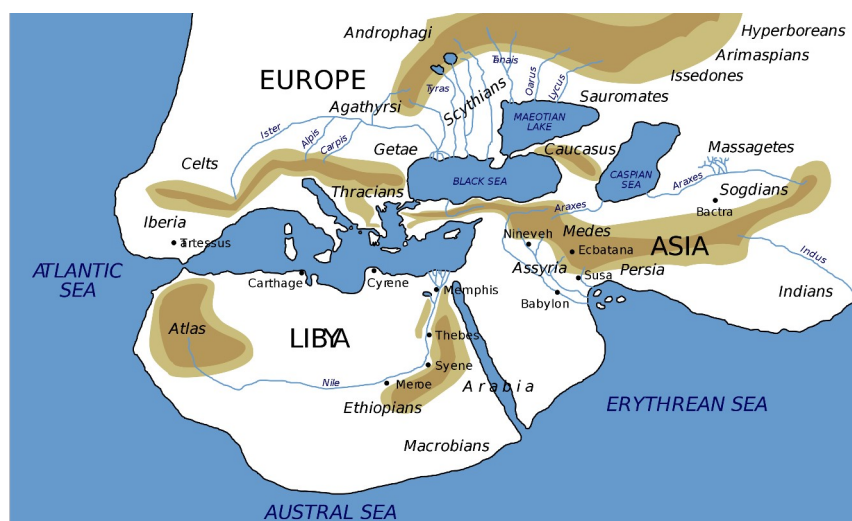 Androphagi
Hyperboreans
Arimaspians
Issedones
Tanais
Oarus
Lycus
Tyras
Scythians
EUROPE
Sauromates
Agathyrsi
MAEOTIAN
LAKE
Ister
Alpis
Carpis
Getae
Caucasus
Massagetes
Celts
BLACK SEA
CASPIAN
SEA
Araxes
Sogdians
Thracians
Araxes
Bactra
Iberia
Tartessus
Nineveh
Medes
Ecbatana
ASIA
Indus
ATLANTIC
SEA
Carthage
Cyrene
Assyria
Susa
Persia
Memphis
Babylon
Indians
Atlas
LIBYA
Thebes
Syene
Nile
Meroe
Arabia
Ethiopians
ERYTHREAN SEA
Macrobians
AUSTRAL SEA